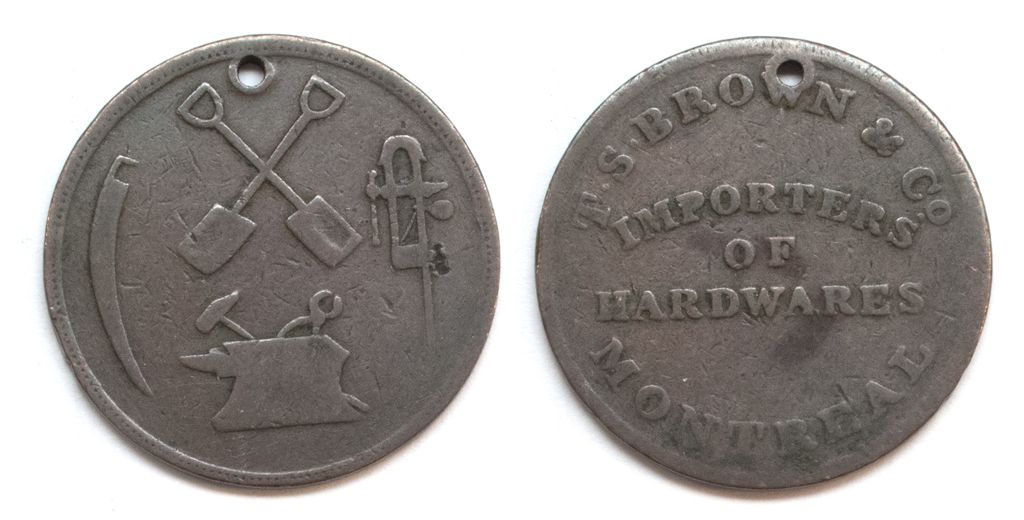 T.S.BROWN & Co.
IMPORTERS
OF
HARDWARES
MONTREAL